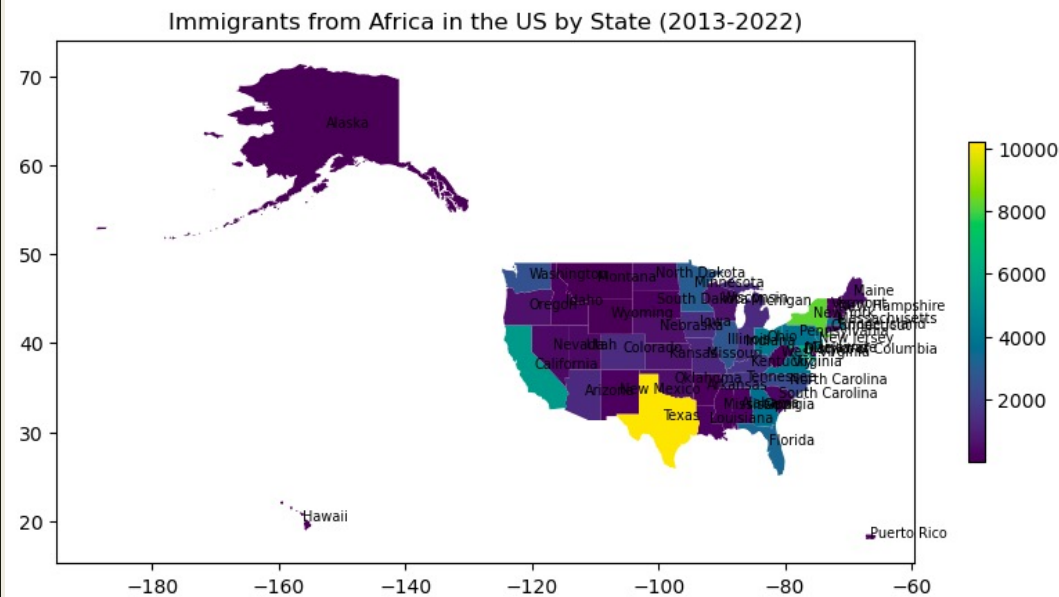 Immigrants from Africa in the US by State (2013-2022)
70
60
50
40
30
20
−180
−160
−140
−120
−100
−80
−60
10000
8000
6000
4000
2000
Alaska
Washington
Montana
North Dakota
Minnesota
Maine
Oregon
Idaho
South Dakota
Wisconsin
Michigan
New Hampshire
Wyoming
Massachusetts
Nebraska
Iowa
Pennsylvania
New Jersey
Nevada
Utah
Colorado
Illinois
Indiana
Ohio
California
Kansas
Missouri
Kentucky
Virginia
Arizona
New Mexico
Oklahoma
Arkansas
Tennessee
North Carolina
South Carolina
Texas
Louisiana
Georgia
Florida
Hawaii
Puerto Rico